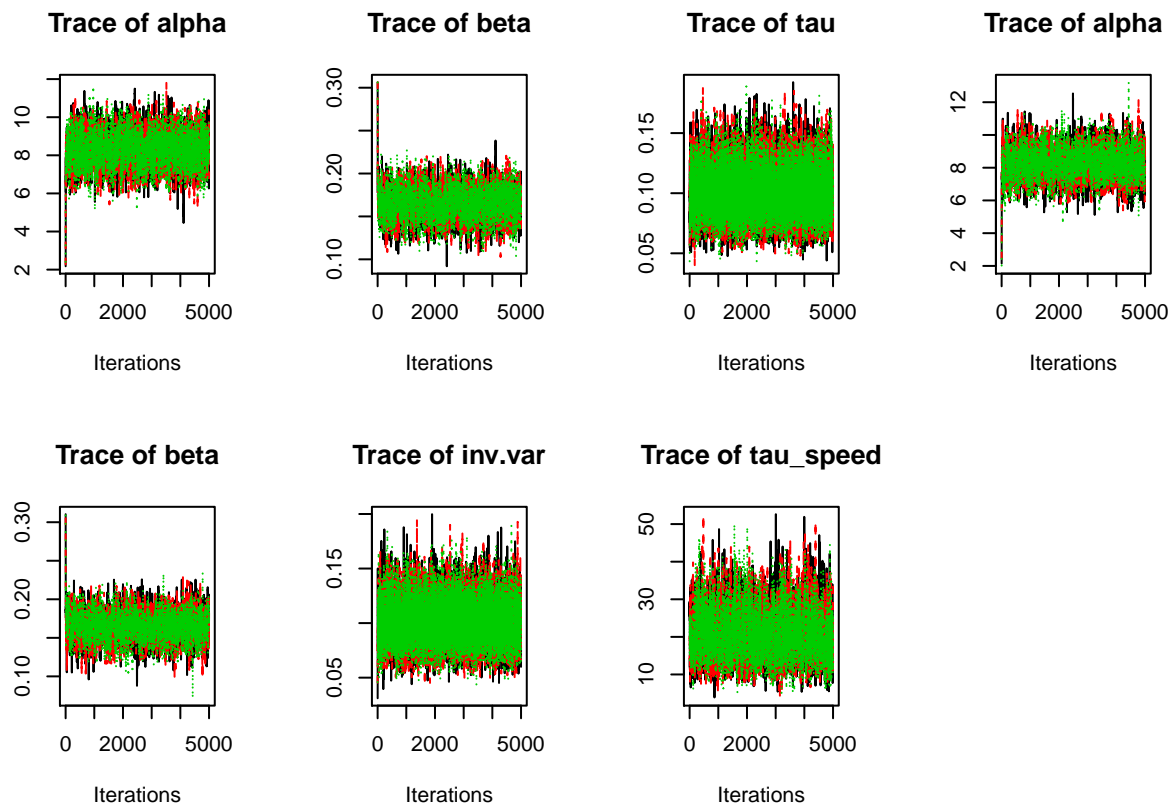 Trace of alpha Trace of beta Trace of tau Trace of alpha
2 4 6 8 10
0.10 0.20 0.30
0.05 0.10 0.15
2 4 6 8 10 12
0 2000 5000 0 2000 5000 0 2000 5000 0 2000 5000
Iterations Iterations Iterations Iterations
Trace of beta Trace of inv.var Trace of tau_speed
0.10 0.20 0.30
0.05 0.15
10 30 50
0 2000 5000 0 2000 5000 0 2000 5000
Iterations Iterations Iterations